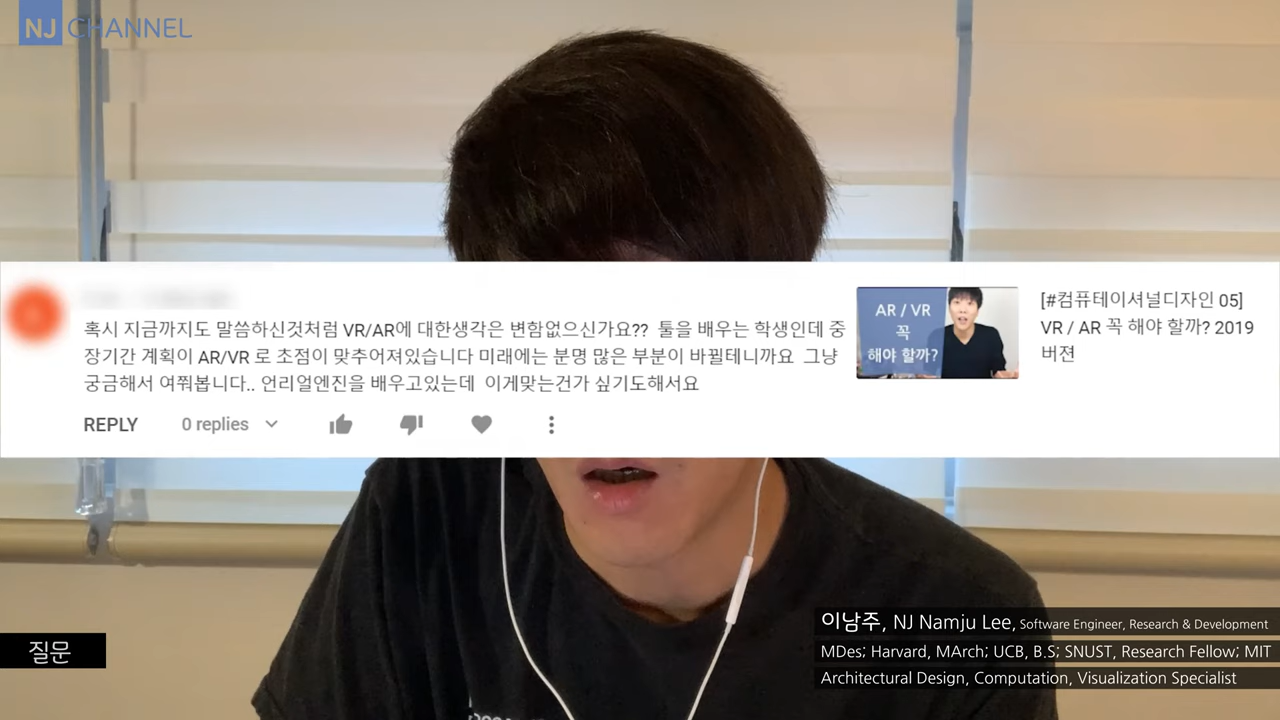 NJ CHANNEL
혹시 지금까지도 말씀하신것처럼 VR/AR에 대한생각은 변함없으신가요?? 툴을 배우는 학생인데 중
장기간 계획이 AR/VR 로 초점이 맞추어져있습니다 미래에는 분명 많은 부분이 바뀔테니까요 그냥
궁금해서 여쭤봅니다.. 언리얼엔진을 배우고있는데 이게맞는건가 싶기도해서요
REPLY 0 replies
AR / VR
꼭
해야 할까?
[#컴퓨테이셔널디자인 05]
VR / AR 꼭 해야 할까? 2019
버젼
질문
이남주, NJ Namju Lee, Software Engineer, Research & Development
MDes; Harvard, MArch; UCB, B.S; SNUST, Research Fellow; MIT
Architectural Design, Computation, Visualization Specialist